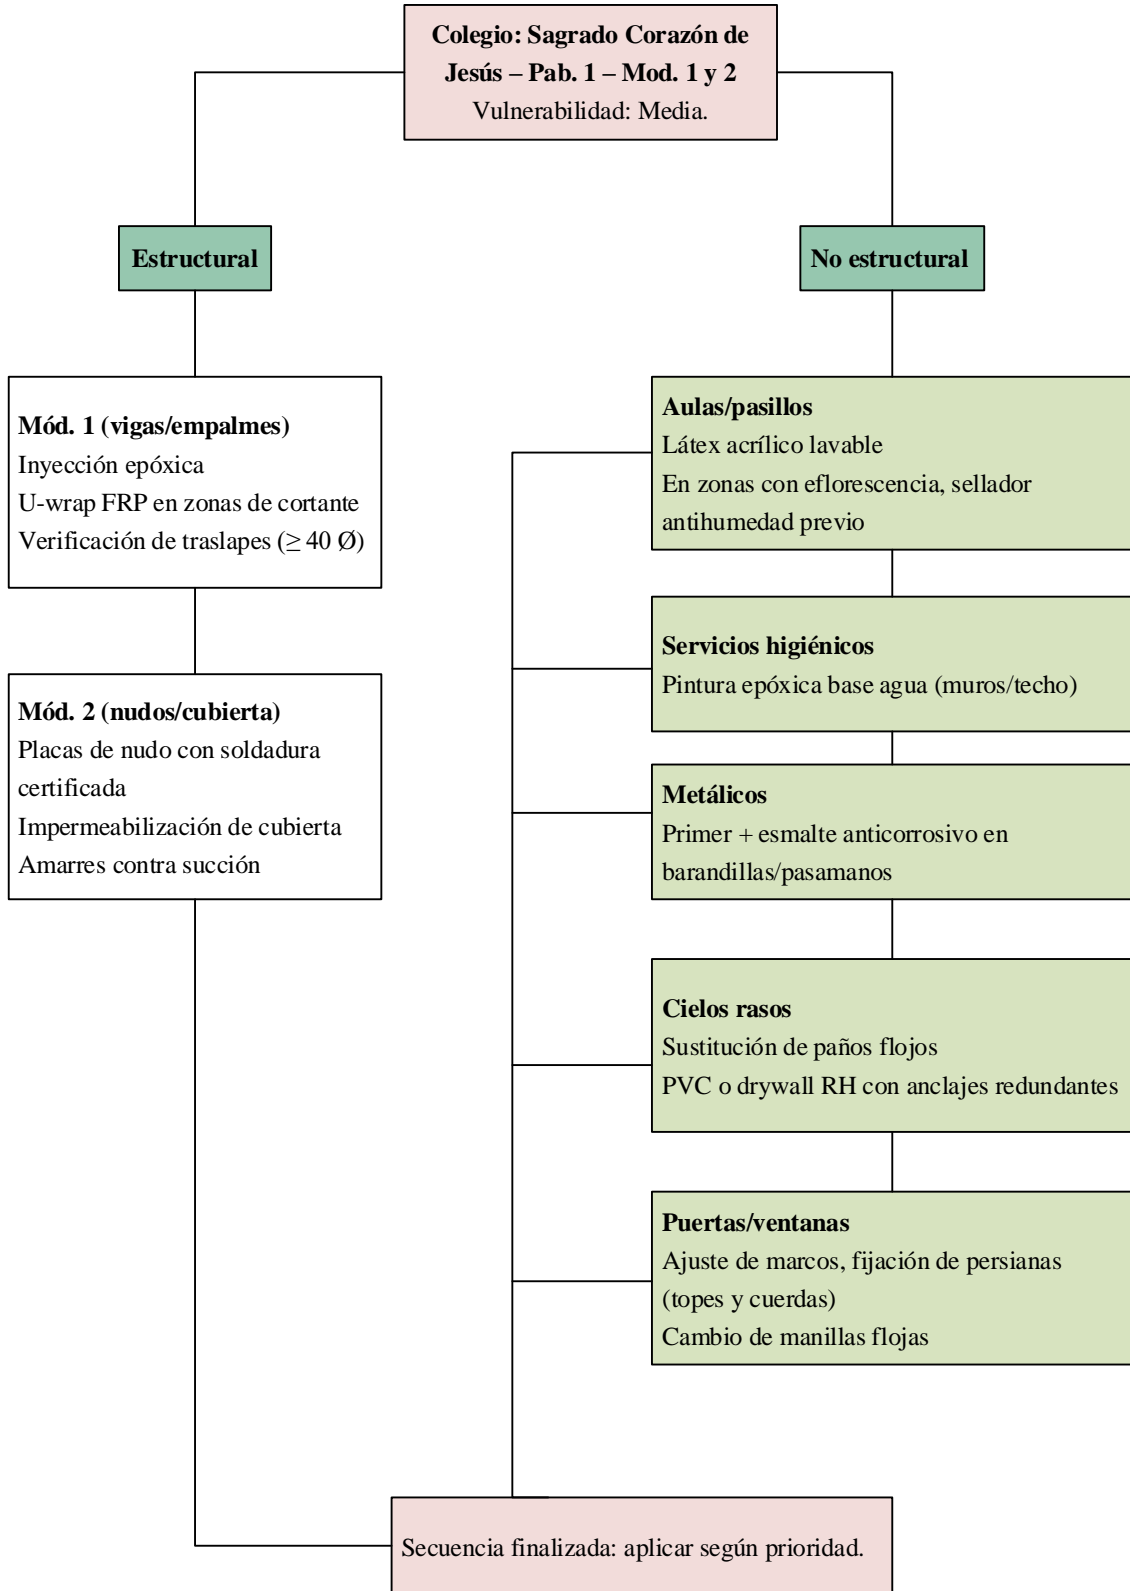 Colegio: Sagrado Corazón de
Jesús – Pab. 1 – Mod. 1 y 2
Vulnerabilidad: Media.
Estructural
No estructural
Mód. 1 (vigas/empalmes)
Inyección epóxica
U-wrap FRP en zonas de cortante
Verificación de traslapes (≥ 40 Ø)
Mód. 2 (nudos/cubierta)
Placas de nudo con soldadura
certificada
Impermeabilización de cubierta
Amarres contra succión
Aulas/pasillos
Látex acrílico lavable
En zonas con eflorescencia, sellador
antihumedad previo
Servicios higiénicos
Pintura epóxica base agua (muros/techo)
Metálicos
Primer + esmalte anticorrosivo en
barandillas/pasamanos
Cielos rasos
Sustitución de paños flojos
PVC o drywall RH con anclajes redundantes
Puertas/ventanas
Ajuste de marcos, fijación de persianas
(topes y cuerdas)
Cambio de manillas flojas
Secuencia finalizada: aplicar según prioridad.